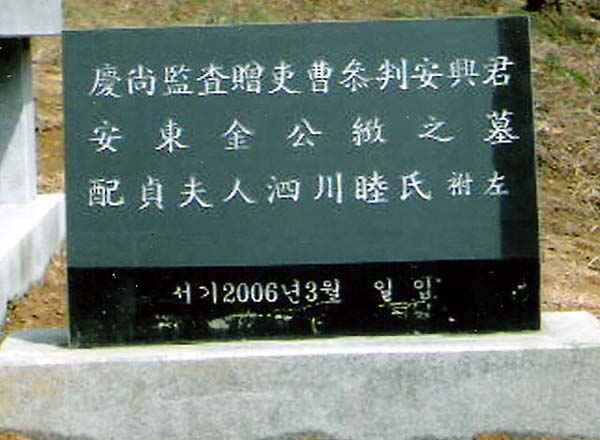 慶尚監査贈吏曹叅判安興君
安東金公緻之墓
配貞夫人泗川睦氏祔左
서기2006년3월 일 입